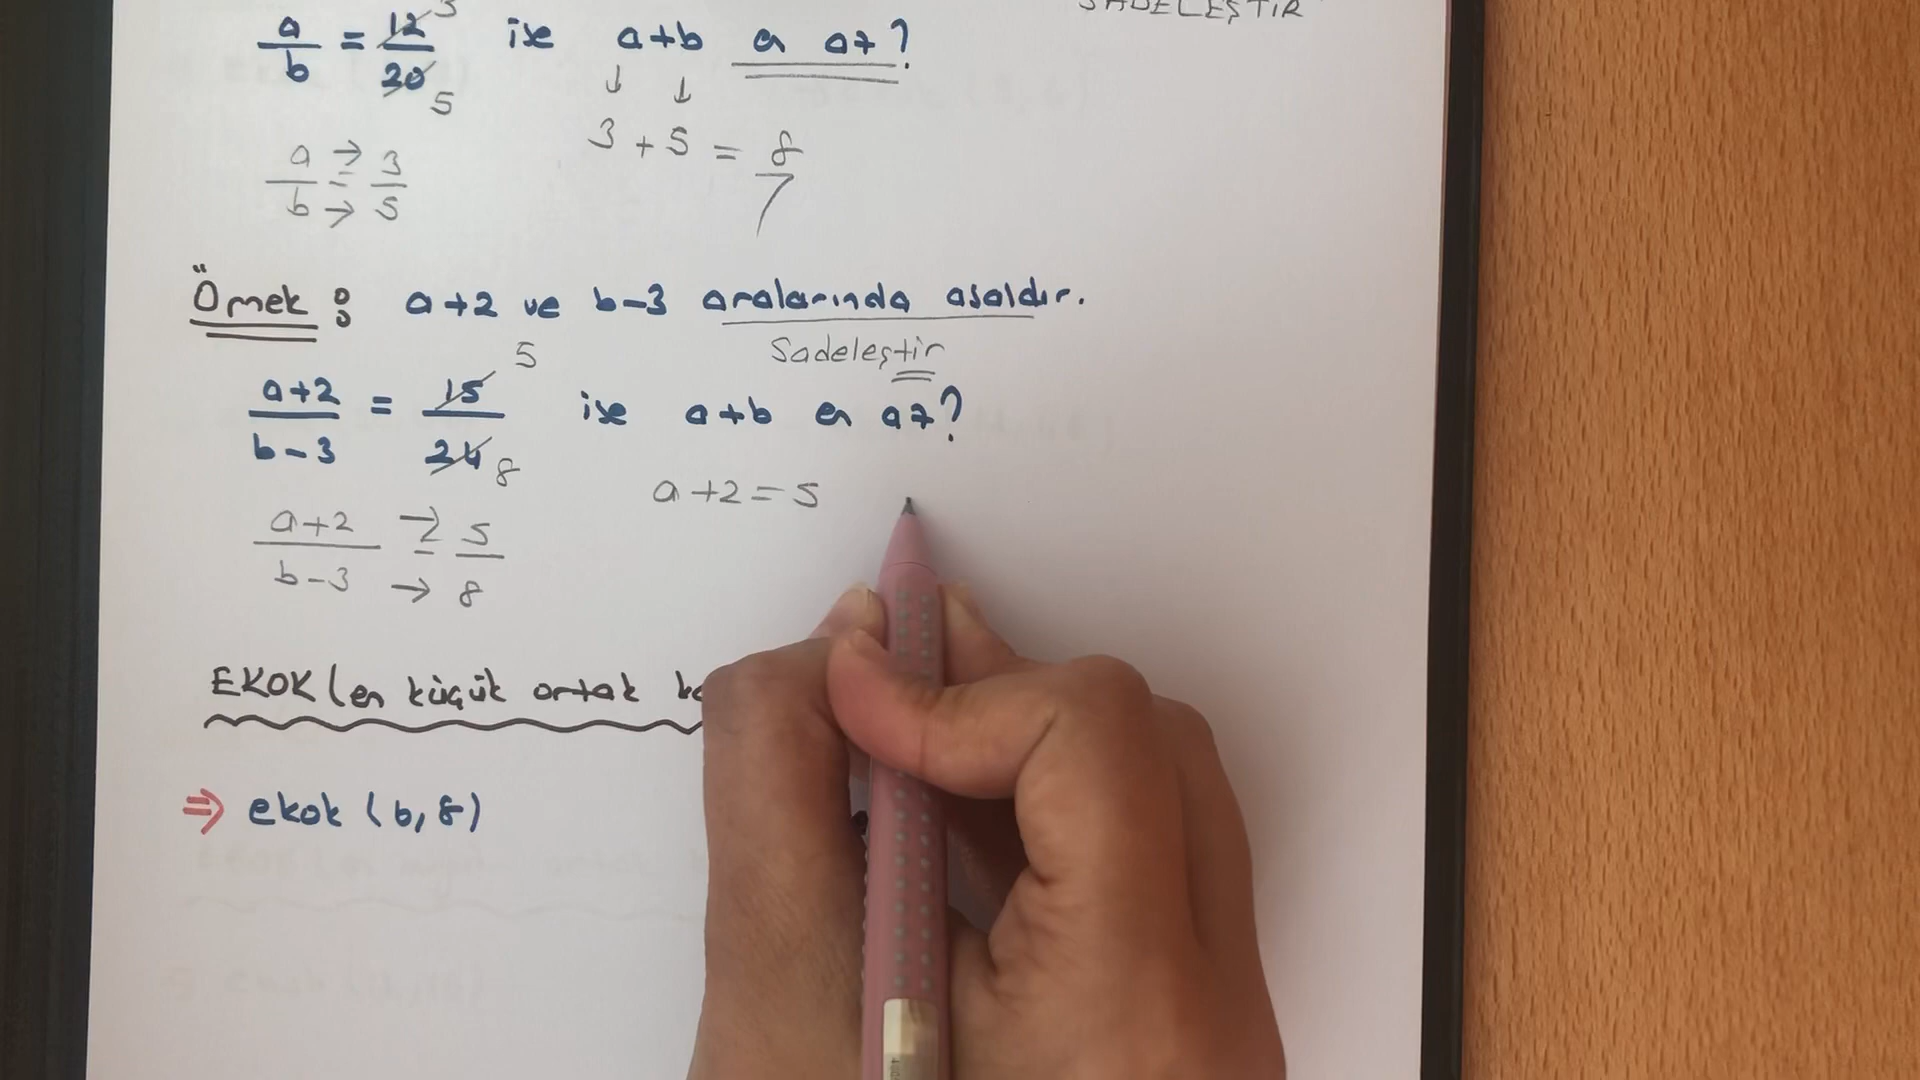 SADELEŞTİR
a/b = 12/20 ise a+b en az?
3
5
↓ ↓
3 + 5 = 8
a/b ⇒ 3/5
7
Örnek : a+2 ve b-3 aralarında asaldır.
Sadeleştir
5
a+2/b-3 = 15/24 ise a+b en az?
8
a+2 = 5
a+2/b-3 = 5/8
EKOK (en küçük ortak
⇒ ekok (6,8)